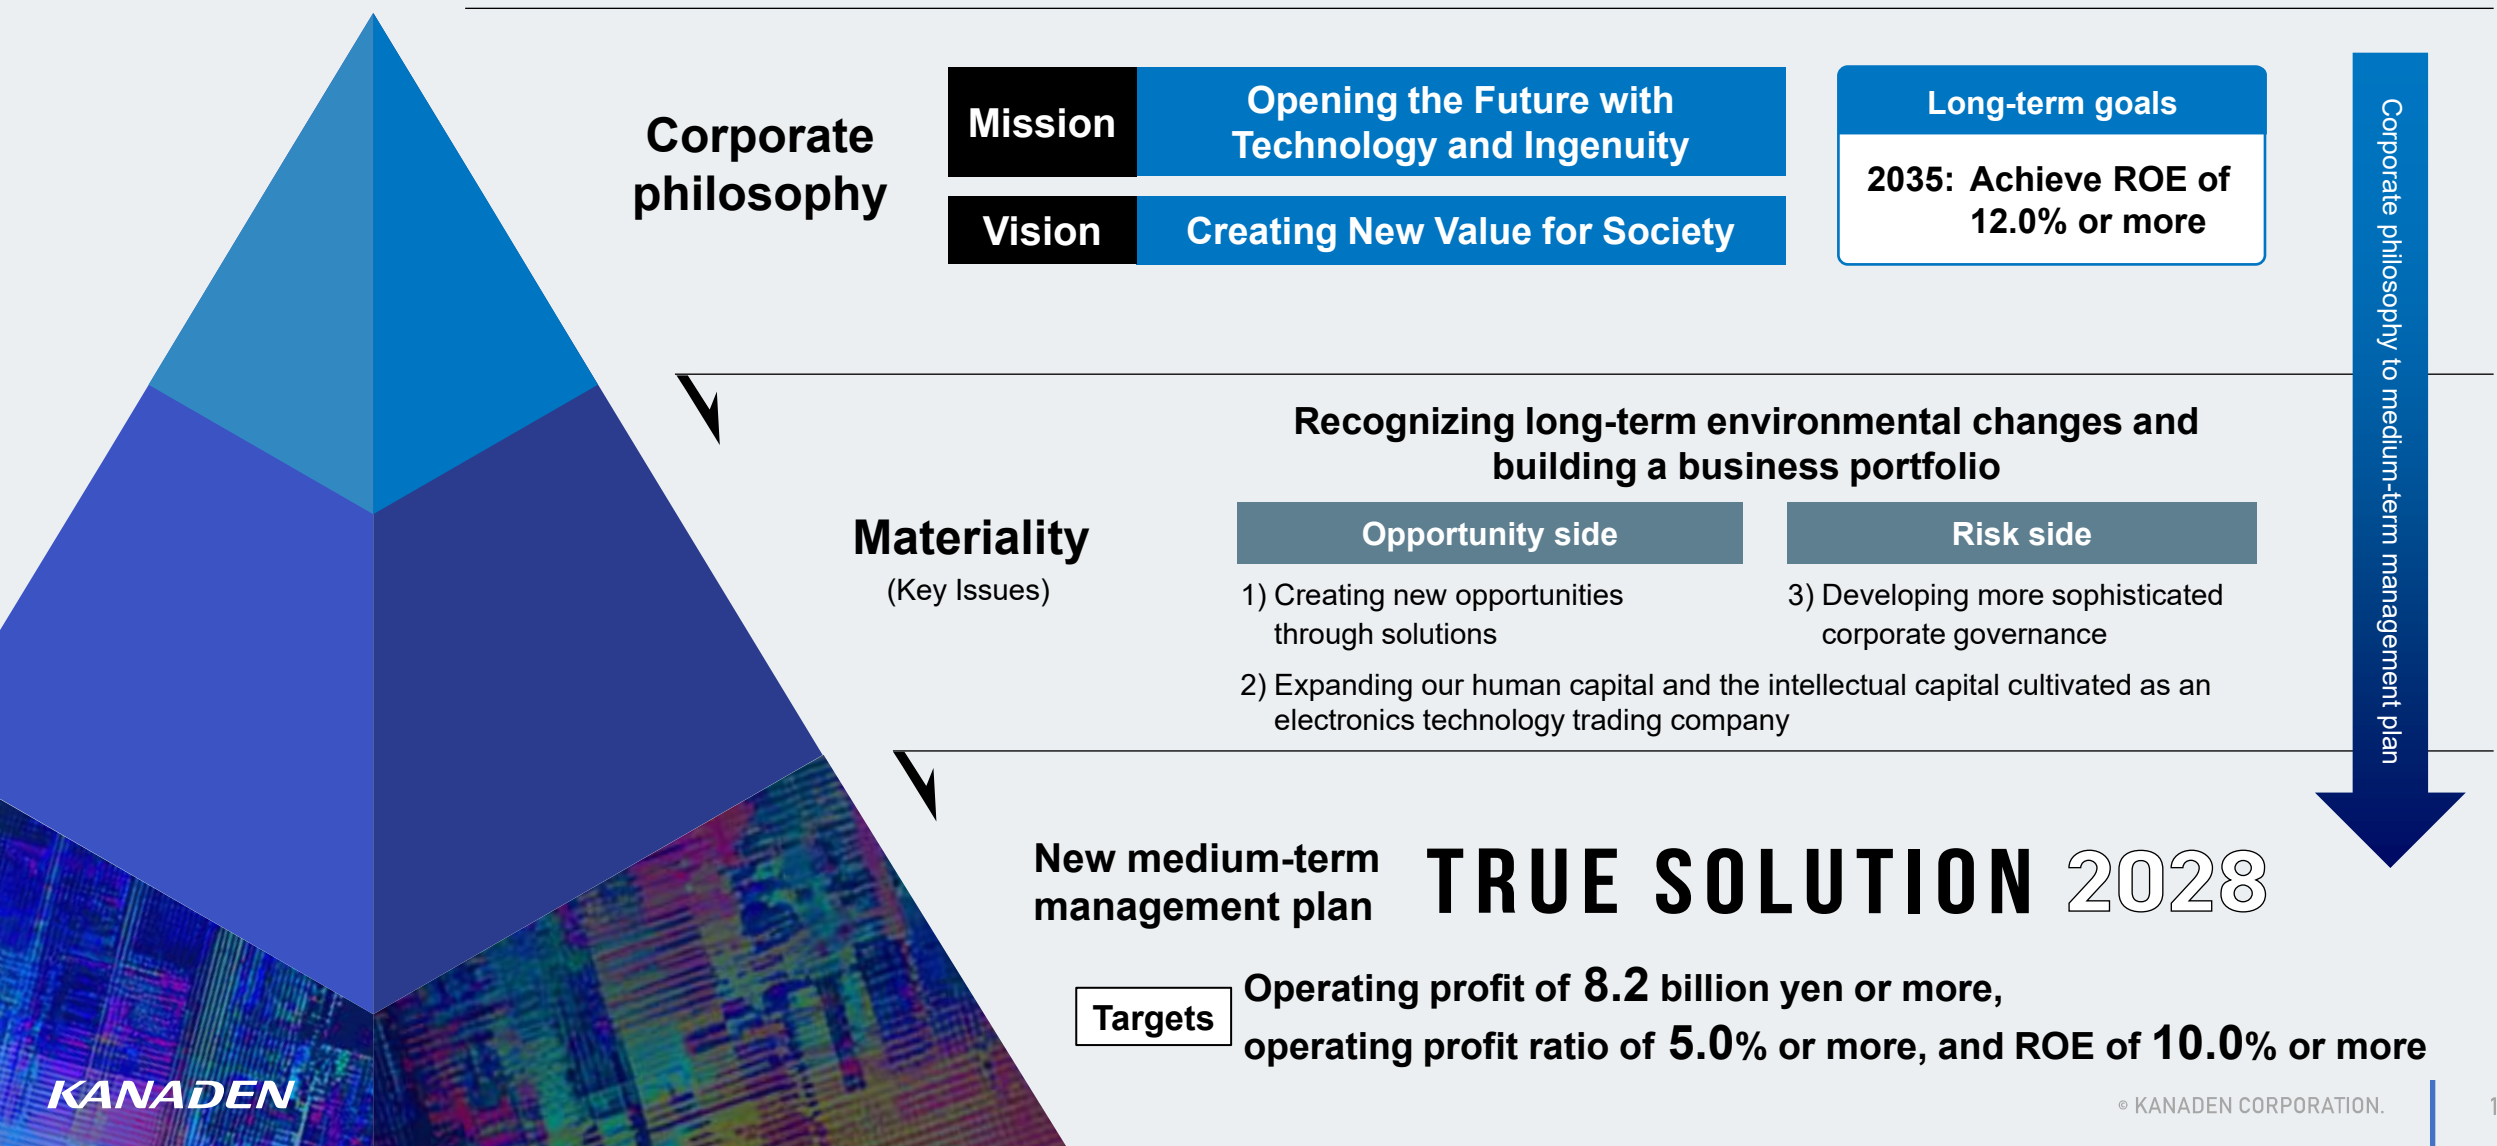 Corporate
philosophy
Mission
Opening the Future with
Technology and Ingenuity
Vision
Creating New Value for Society
Long-term goals
2035: Achieve ROE of
12.0% or more
Corporate philosophy to medium-term management plan
Materiality
(Key Issues)
Recognizing long-term environmental changes and
building a business portfolio
Opportunity side
1) Creating new opportunities
through solutions
Risk side
3) Developing more sophisticated
corporate governance
2) Expanding our human capital and the intellectual capital cultivated as an
electronics technology trading company
New medium-term
management plan
TRUE SOLUTION 2028
Targets
Operating profit of 8.2 billion yen or more,
operating profit ratio of 5.0% or more, and ROE of 10.0% or more
KANADEN
© KANADEN CORPORATION.